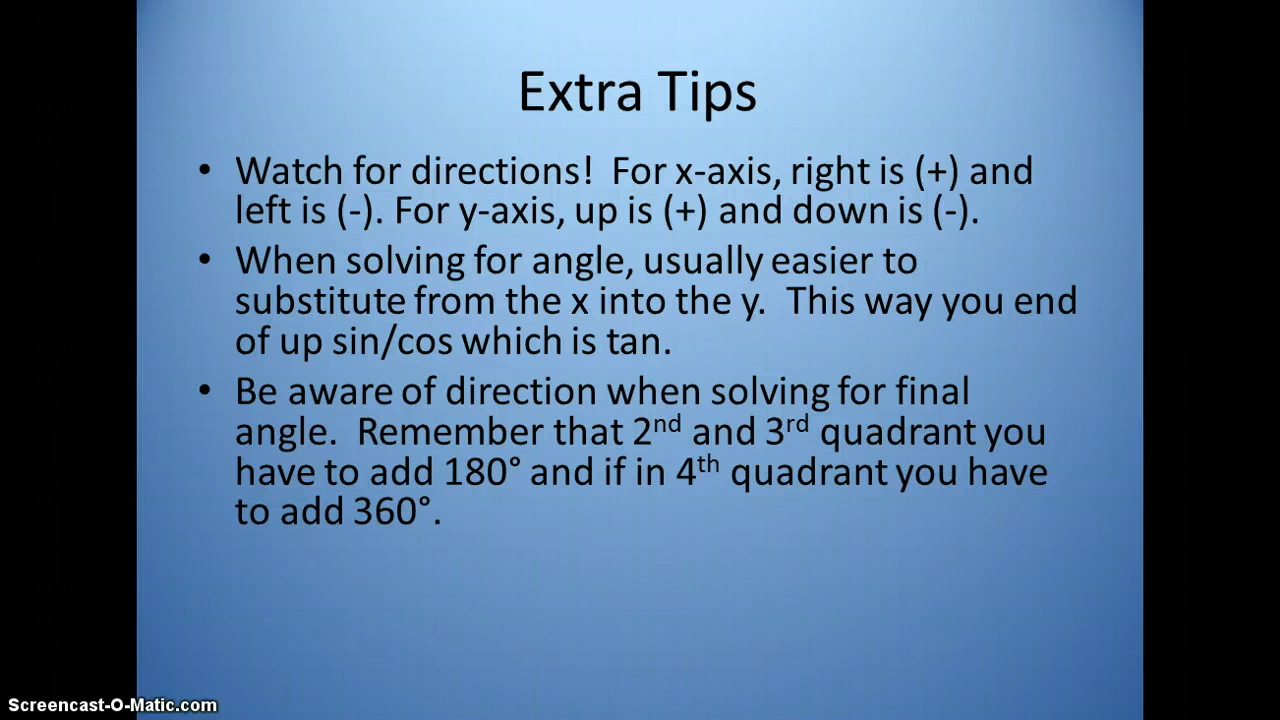 Extra Tips
• Watch for directions!  For x-axis, right is (+) and
left is (-). For y-axis, up is (+) and down is (-).
• When solving for angle, usually easier to
substitute from the x into the y.  This way you end
of up sin/cos which is tan.
• Be aware of direction when solving for final
angle.  Remember that 2nd and 3rd quadrant you
have to add 180° and if in 4th quadrant you have
to add 360°.
Screencast-O-Matic.com